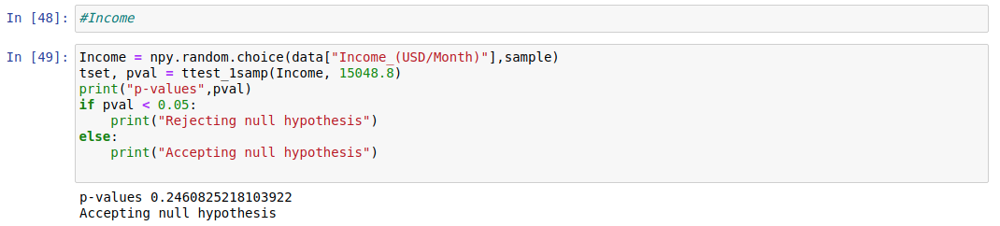 In [48]: #Income
In [49]: Income = npy.random.choice(data["Income_(USD/Month)"],sample)
tset, pval = ttest_1samp(Income, 15048.8)
print("p-values",pval)
if pval < 0.05:
    print("Rejecting null hypothesis")
else:
    print("Accepting null hypothesis")
p-values 0.2460825218103922
Accepting null hypothesis